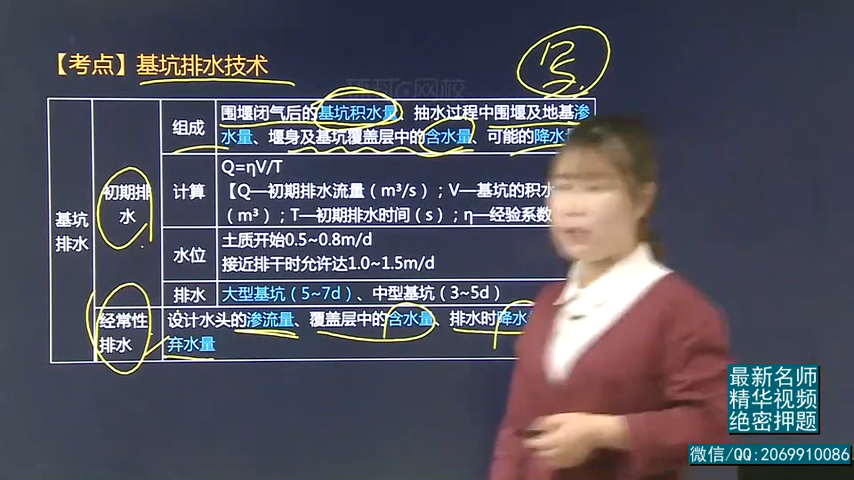 【考点】基坑排水技术
基坑排水
初期排水
组成
围堰闭气后的基坑积水量、抽水过程中围堰及地基渗
水量、堰身及基坑覆盖层中的含水量、可能的降水量
计算
Q=ηV/T
【Q—初期排水流量（m³/s）；V—基坑的积水
（m³）；T—初期排水时间（s）；η—经验系数
水位
土质开始0.5~0.8m/d
接近排干时允许达1.0~1.5m/d
排水
大型基坑（5~7d）、中型基坑（3~5d）
经常性排水
设计水头的渗流量、覆盖层中的含水量、排水时降水
弃水量
最新名师
精华视频
绝密押题
微信/QQ:2069910086